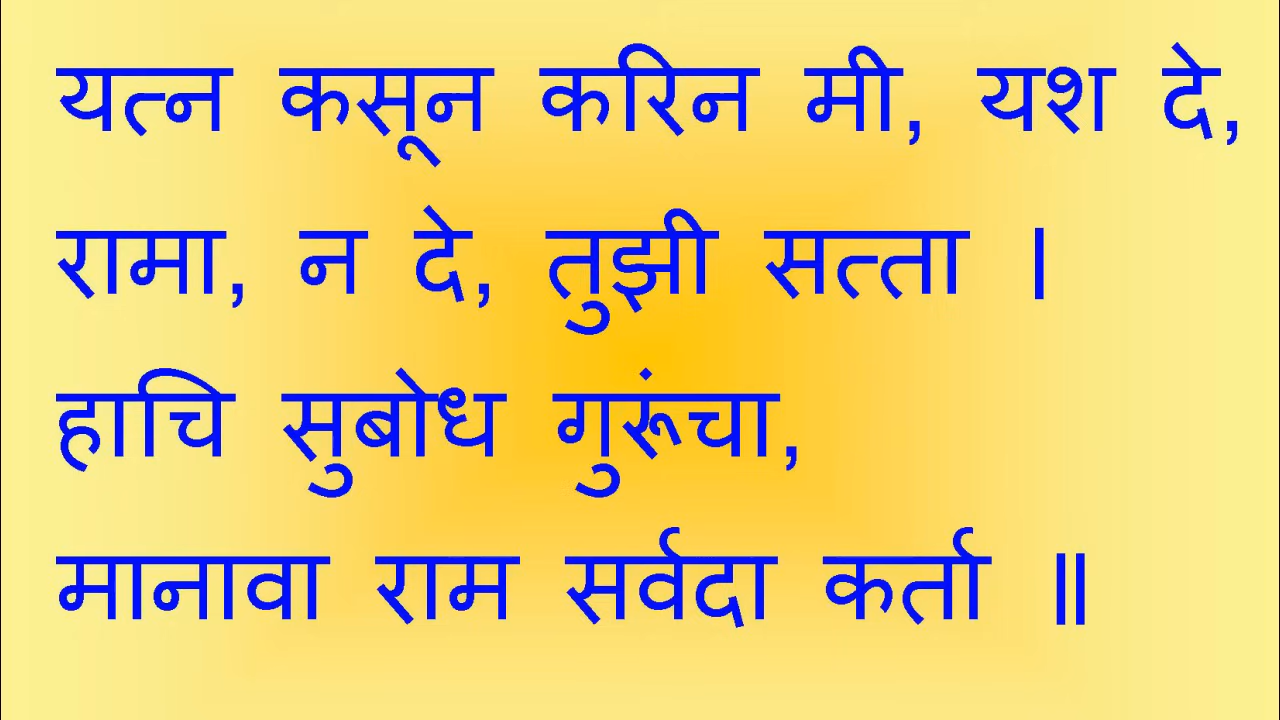 यत्न कसून करिन मी, यश दे,
रामा, न दे, तुझी सत्ता ।
हाचि सुबोध गुरूंचा,
मानावा राम सर्वदा कर्ता ॥